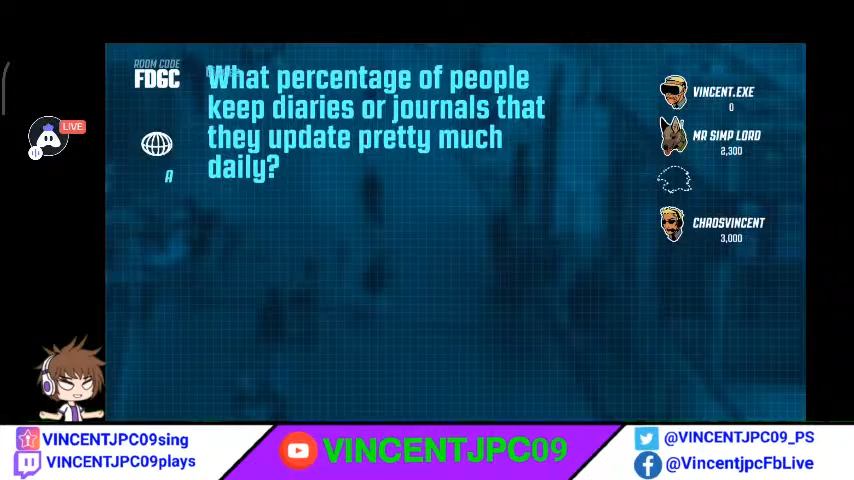 ROOM CODE
FDGC
What percentage of people
keep diaries or journals that
they update pretty much
daily?
A
LIVE
VINCENT.EXE
0
MR SIMP LORD
2,300
CHAOSVINCENT
3,000
VINCENTJPC09sing
VINCENTJPC09plays
VINCENTJPC09
@VINCENTJPC09_PS
@VincentjpcFbLive